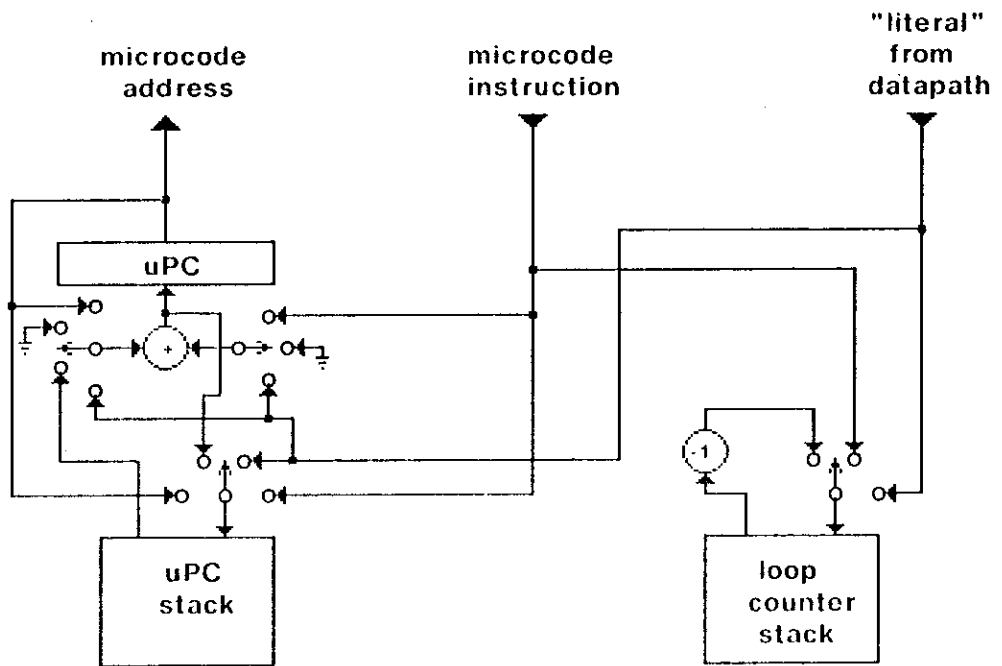 microcode
address
microcode
instruction
"literal"
from
datapath
uPC
+
-1
uPC
stack
loop
counter
stack